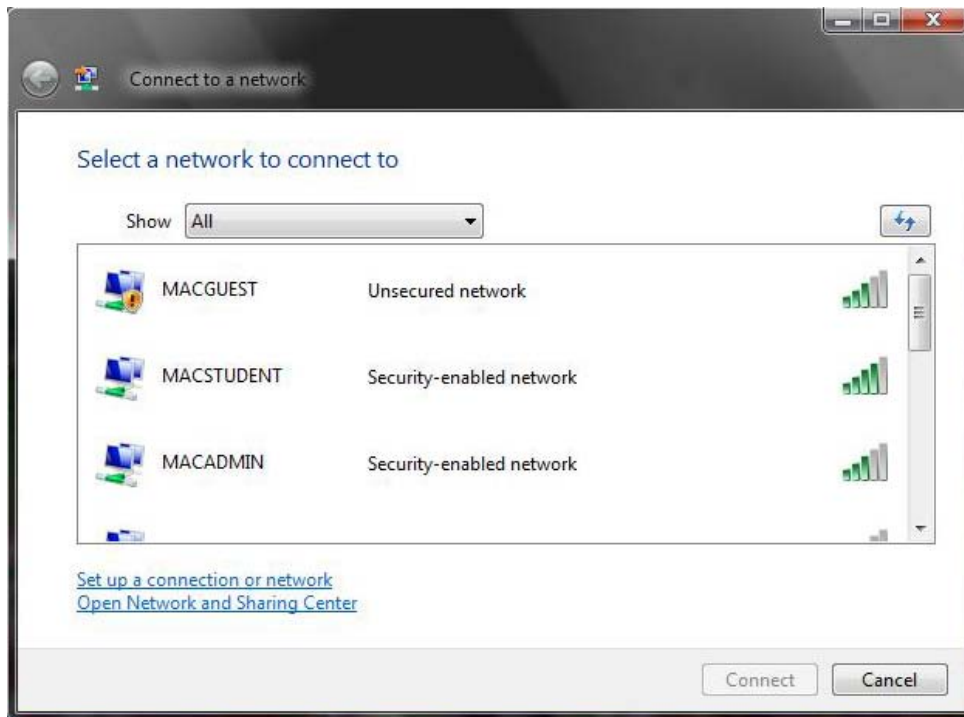 Connect to a network
Select a network to connect to
Show All
MACGUEST Unsecured network
MACSTUDENT Security-enabled network
MACADMIN Security-enabled network
Set up a connection or network
Open Network and Sharing Center
Connect Cancel